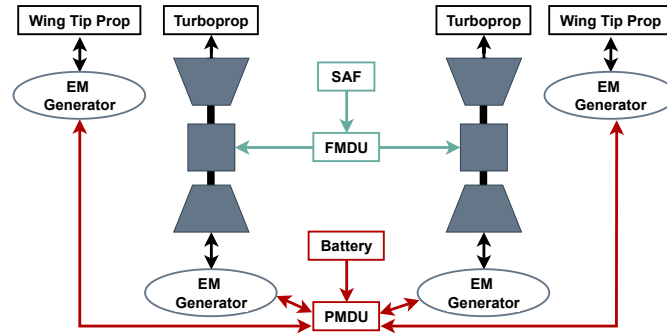 Wing Tip Prop
Turboprop
Turboprop
Wing Tip Prop
EM
Generator
SAF
EM
Generator
FMDU
Battery
EM
Generator
PMDU
EM
Generator